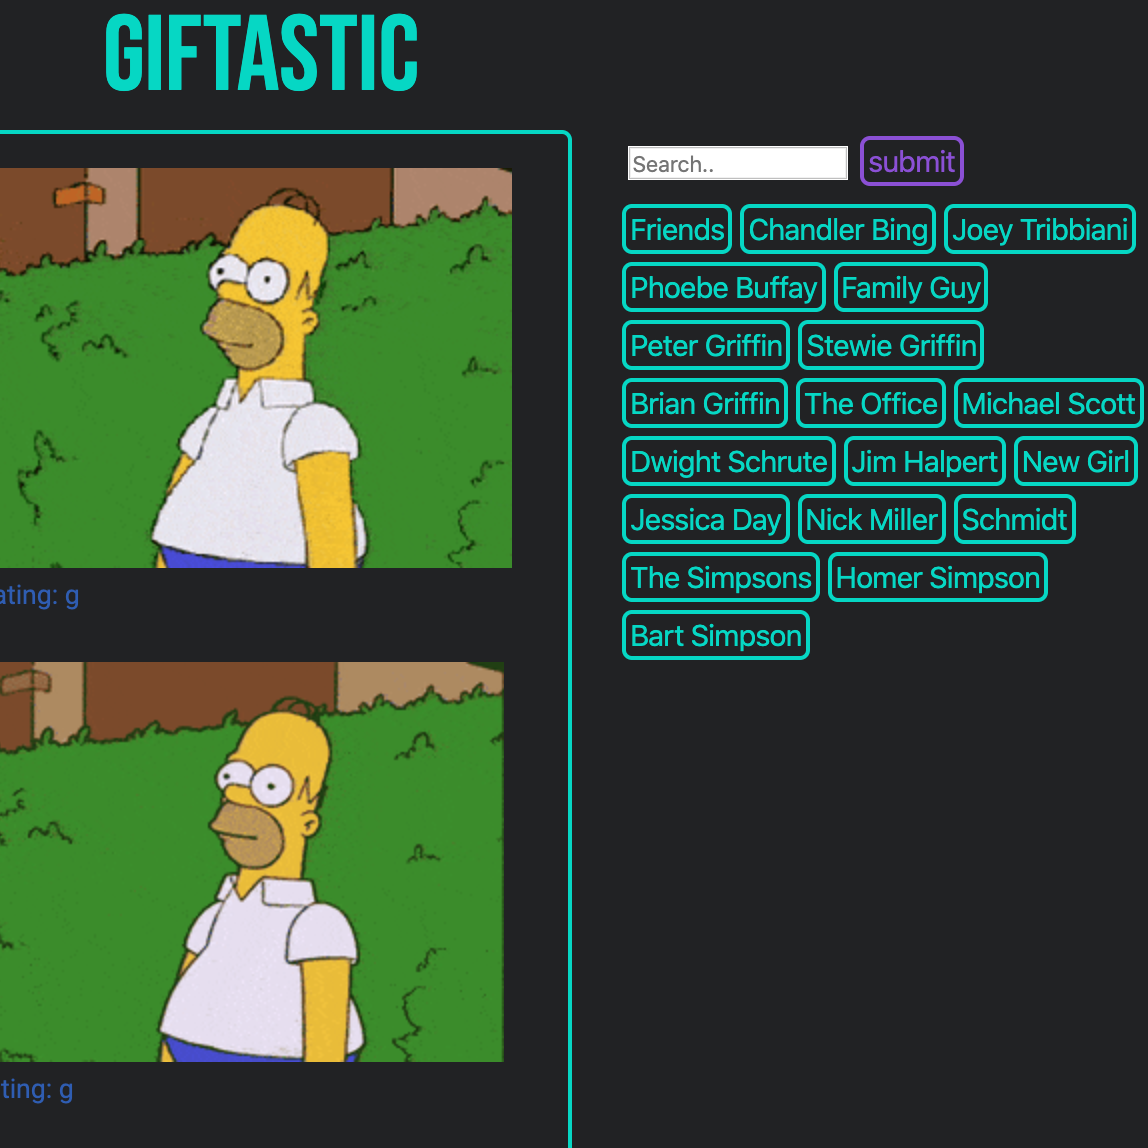 GIFTASTIC
Search.. submit
Friends Chandler Bing Joey Tribbiani
Phoebe Buffay Family Guy
Peter Griffin Stewie Griffin
Brian Griffin The Office Michael Scott
Dwight Schrute Jim Halpert New Girl
Jessica Day Nick Miller Schmidt
The Simpsons Homer Simpson
Bart Simpson
ating: g
ting: g